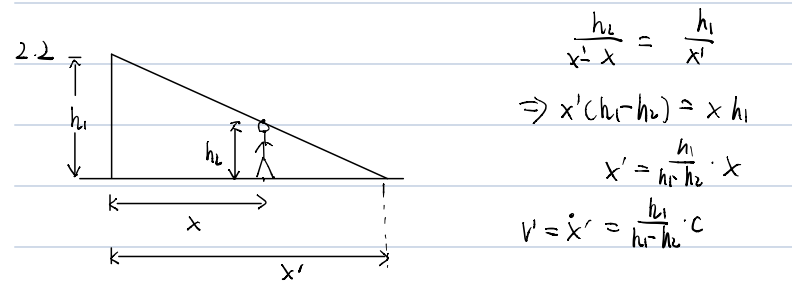 2.2
h₁
h₂
x
x'
h₂/(x'-x) = h₁/x'
⇒ x'(h₁-h₂) = x h₁
x' = h₁/(h₁-h₂) · x
v' = ẋ' = h₁/(h₁-h₂) · c